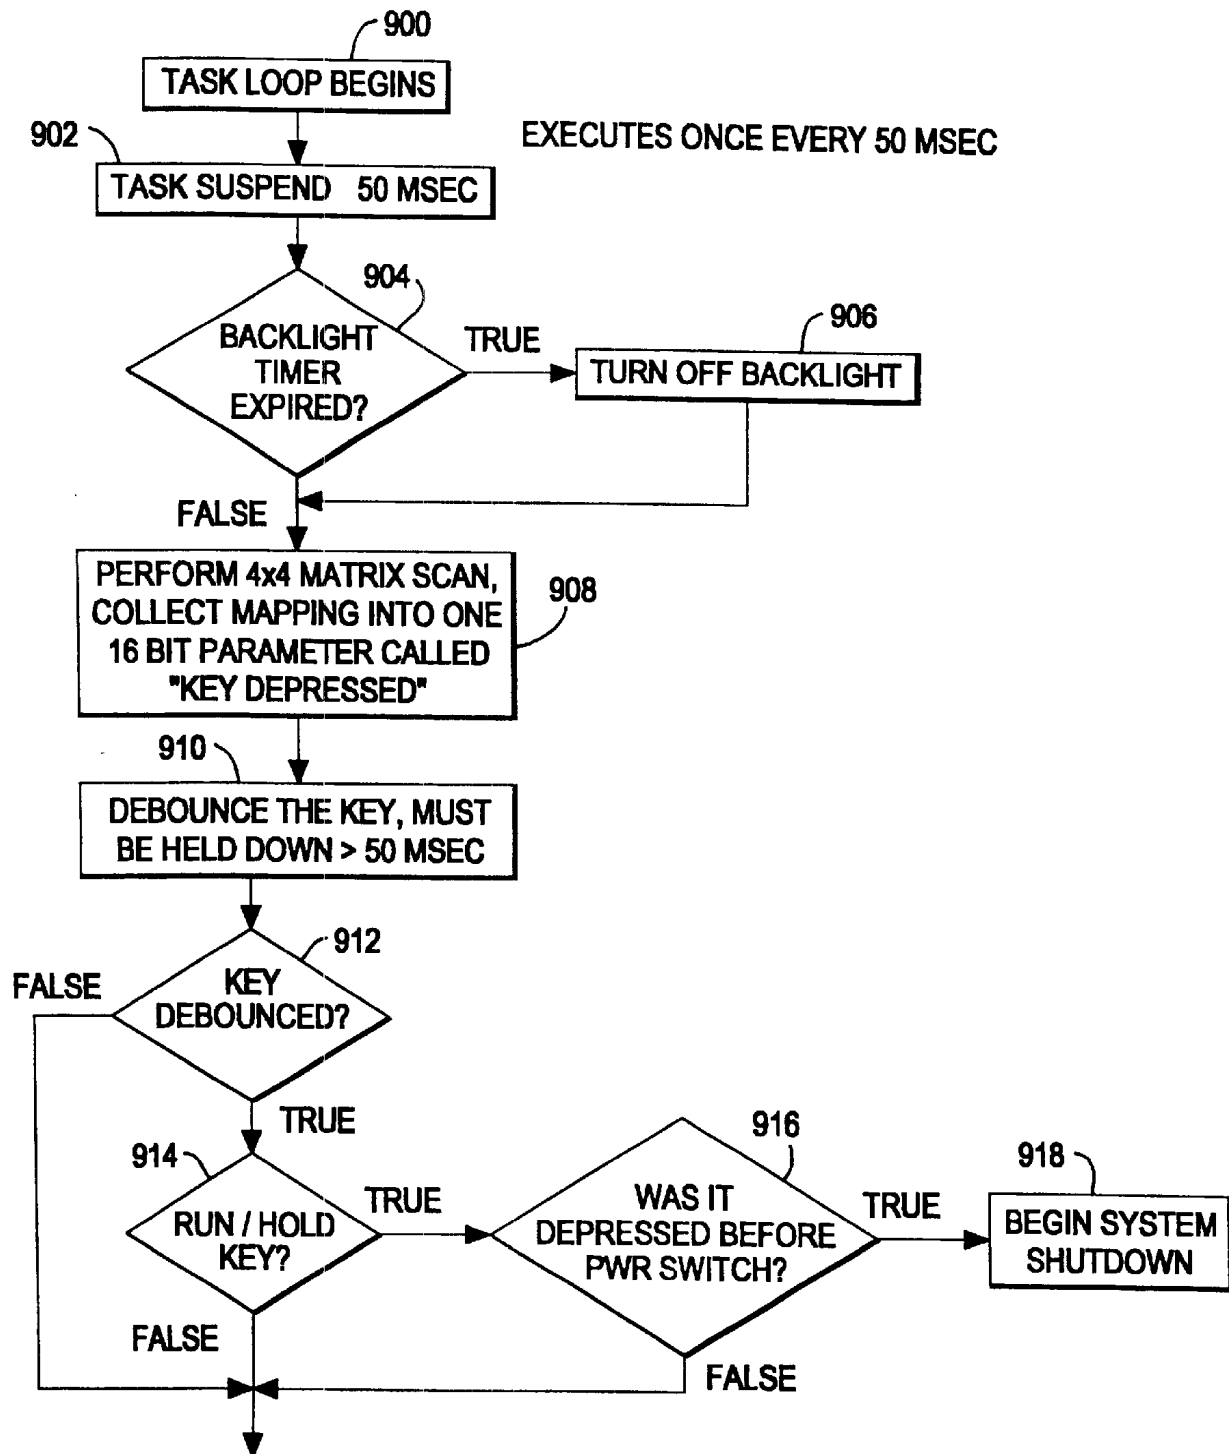 900
TASK LOOP BEGINS
902
EXECUTES ONCE EVERY 50 MSEC
TASK SUSPEND 50 MSEC
904
BACKLIGHT
TIMER
EXPIRED?
TRUE
906
TURN OFF BACKLIGHT
FALSE
PERFORM 4x4 MATRIX SCAN,
COLLECT MAPPING INTO ONE
16 BIT PARAMETER CALLED
"KEY DEPRESSED"
908
910
DEBOUNCE THE KEY, MUST
BE HELD DOWN > 50 MSEC
912
KEY
DEBOUNCED?
FALSE
TRUE
914
RUN / HOLD
KEY?
TRUE
916
WAS IT
DEPRESSED BEFORE
PWR SWITCH?
TRUE
918
BEGIN SYSTEM
SHUTDOWN
FALSE
FALSE